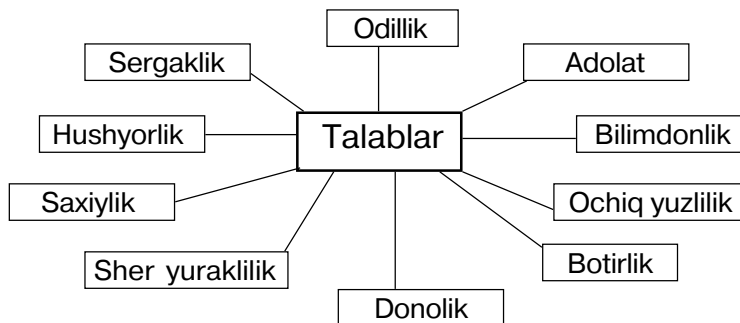 Odillik
Sergaklik
Adolat
Hushyorlik
Talablar
Bilimdonlik
Saxiylik
Ochiq yuzlilik
Sher yuraklilik
Botirlik
Donolik